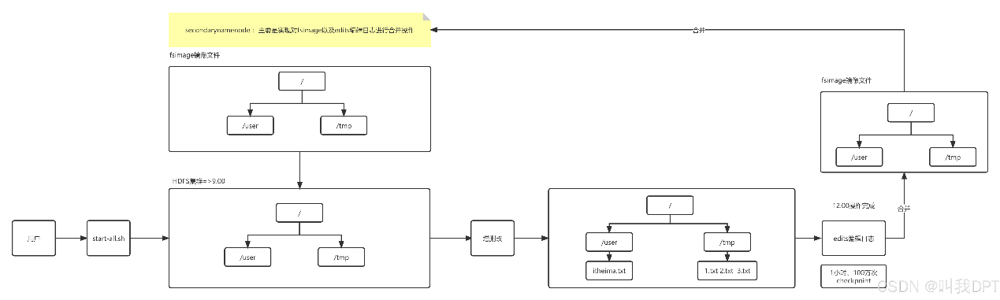 secondarynamenode： 主要是实现对fsimage以及edits编辑日志进行合并操作
合并
fsimage镜像文件
/
/user
/tmp
fsimage镜像文件
/
/user
/tmp
HDFS集群=>9.00
/
/user
/tmp
用户
start-all.sh
增删改
/
/user
/tmp
itheima.txt
1.txt 2.txt 3.txt
12.00操作完成
合并
edits编辑日志
1小时、100万次
checkpoint
CSDN @叫我DPT